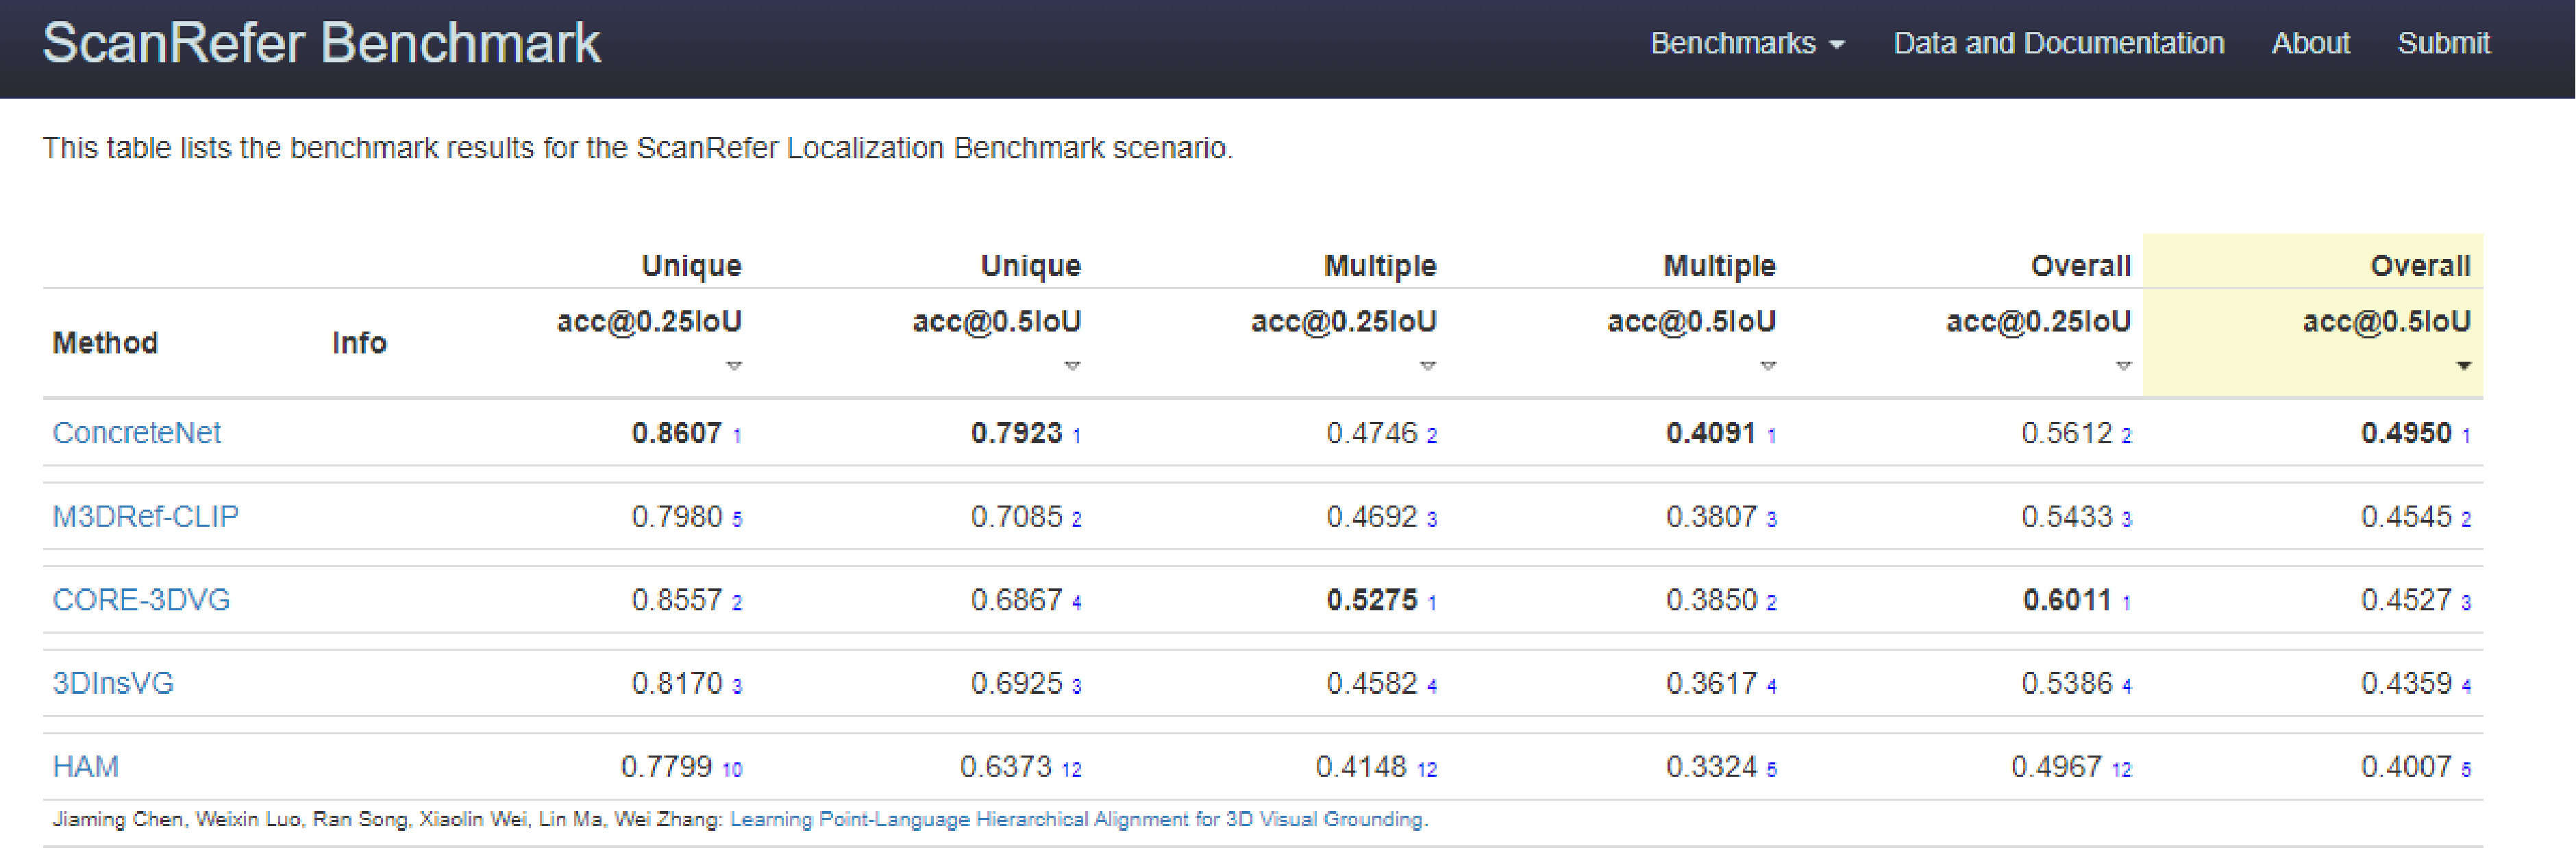 ScanRefer Benchmark Benchmarks Data and Documentation About Submit
This table lists the benchmark results for the ScanRefer Localization Benchmark scenario.
Unique Unique Multiple Multiple Overall Overall
Method Info acc@0.25IoU acc@0.5IoU acc@0.25IoU acc@0.5IoU acc@0.25IoU acc@0.5IoU
ConcreteNet 0.8607 1 0.7923 1 0.4746 2 0.4091 1 0.5612 2 0.4950 1
M3DRef-CLIP 0.7980 5 0.7085 2 0.4692 3 0.3807 3 0.5433 3 0.4545 2
CORE-3DVG 0.8557 2 0.6867 4 0.5275 1 0.3850 2 0.6011 1 0.4527 3
3DInsVG 0.8170 3 0.6925 3 0.4582 4 0.3617 4 0.5386 4 0.4359 4
HAM 0.7799 10 0.6373 12 0.4148 12 0.3324 5 0.4967 12 0.4007 5
Jiaming Chen, Weixin Luo, Ran Song, Xiaolin Wei, Lin Ma, Wei Zhang: Learning Point-Language Hierarchical Alignment for 3D Visual Grounding.